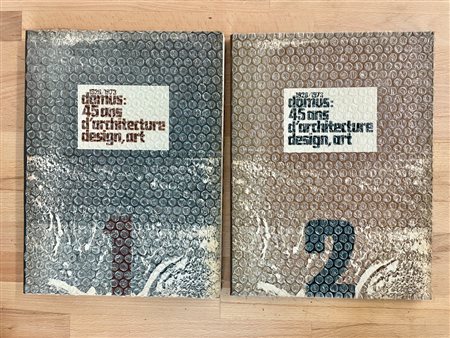 1928/1973
domus:
45 ans
d'architecture
design, art
1
1928/1973
domus:
45 ans
d'architecture
design, art
2